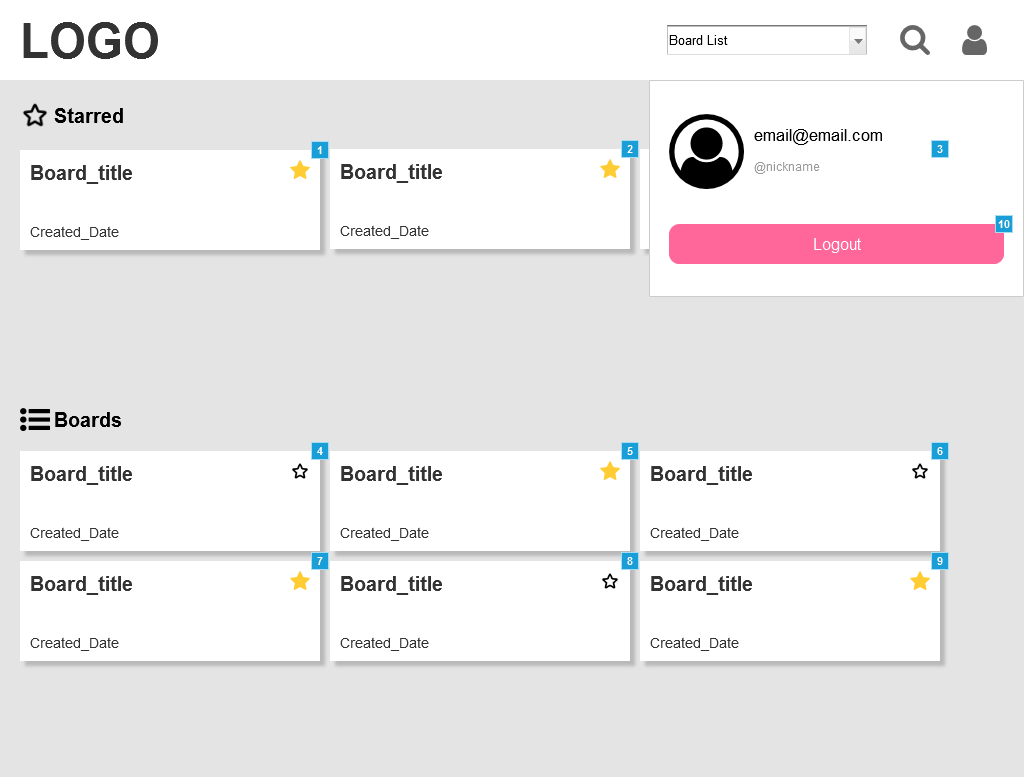 LOGO
Board List
Starred
1
2
3
Board_title
Board_title
Created_Date
Created_Date
email@email.com
@nickname
10
Logout
Boards
4
5
6
Board_title
Board_title
Board_title
Created_Date
Created_Date
Created_Date
7
8
9
Board_title
Board_title
Board_title
Created_Date
Created_Date
Created_Date